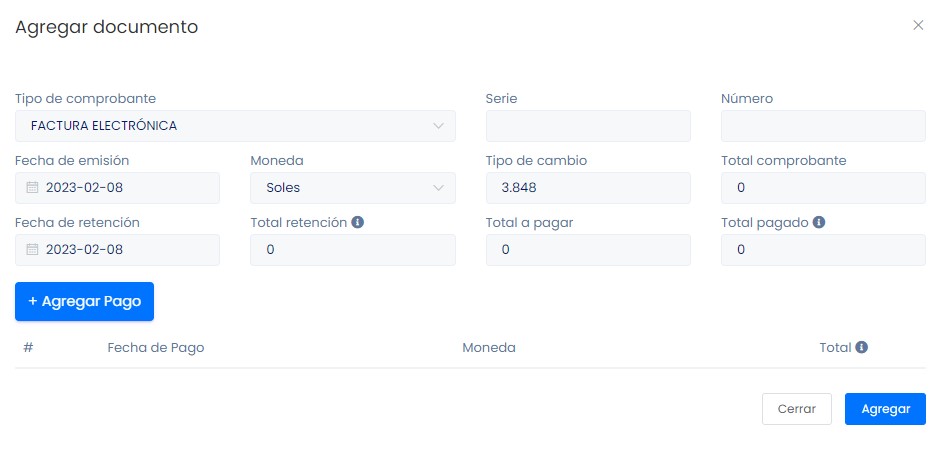 Agregar documento
Tipo de comprobante Serie Número
FACTURA ELECTRÓNICA
Fecha de emisión Moneda Tipo de cambio Total comprobante
2023-02-08 Soles 3.848 0
Fecha de retención Total retención Total a pagar Total pagado
2023-02-08 0 0 0
+ Agregar Pago
# Fecha de Pago Moneda Total
Cerrar Agregar